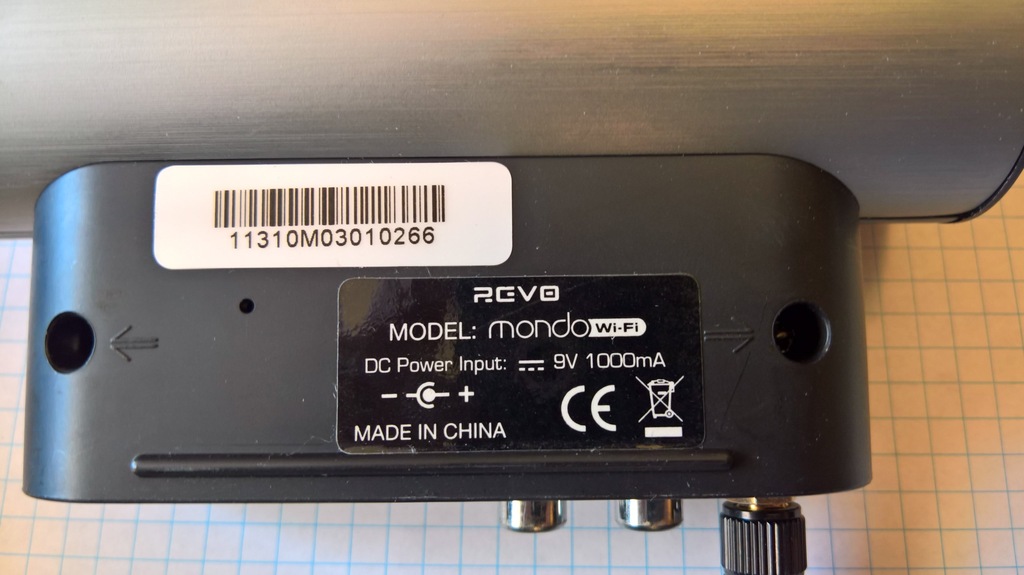 11310M03010266
REVO
MODEL: mondo Wi-Fi
DC Power Input: ⎓ 9V 1000mA
− +
CE
MADE IN CHINA